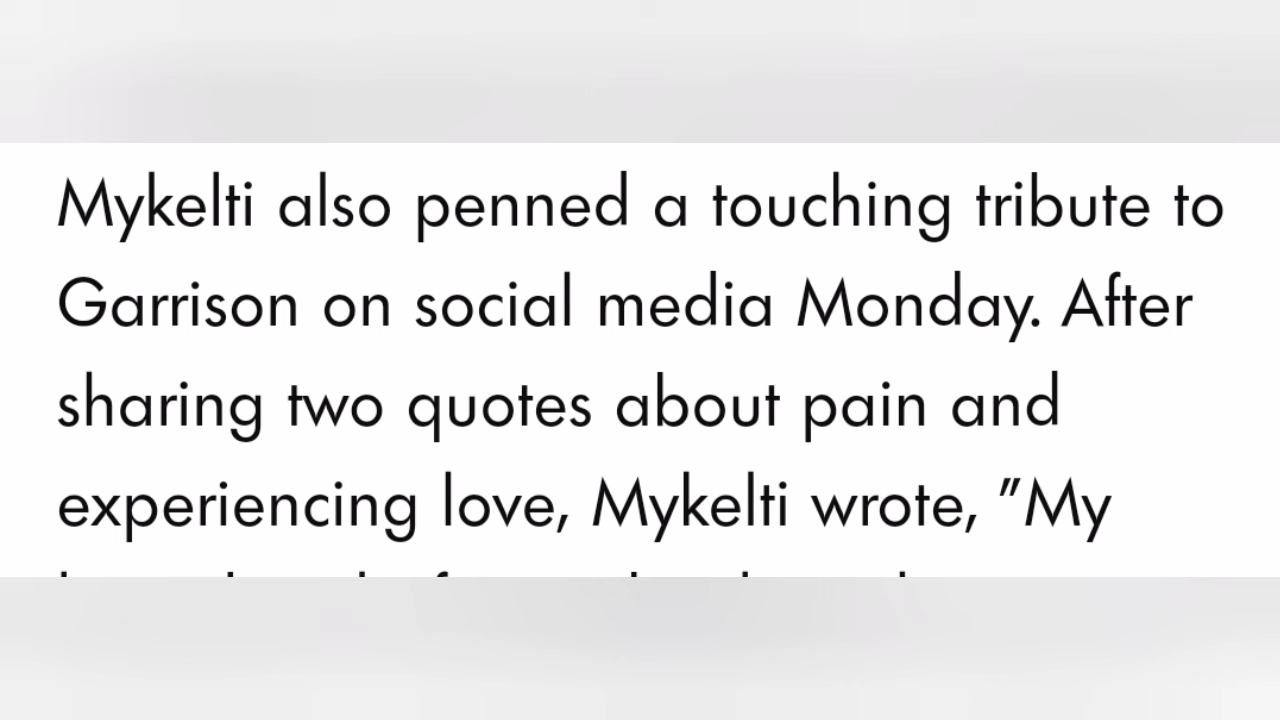 Mykelti also penned a touching tribute to
Garrison on social media Monday. After
sharing two quotes about pain and
experiencing love, Mykelti wrote, "My